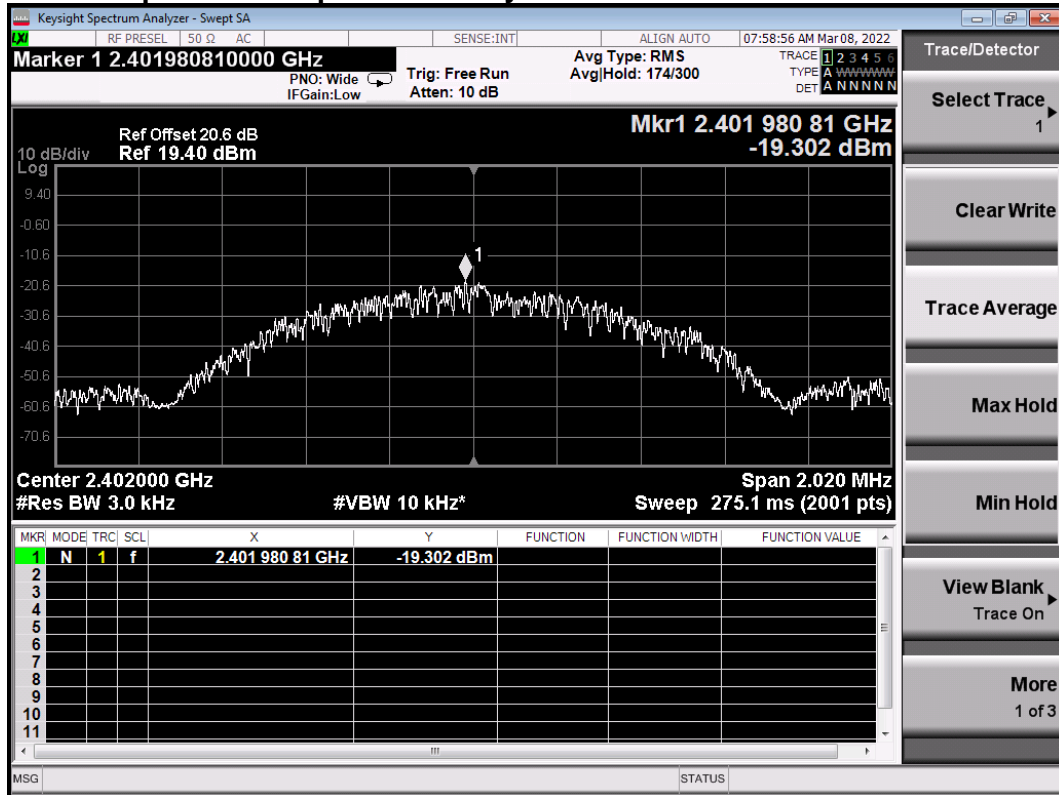 Keysight Spectrum Analyzer - Swept SA
LXI RF PRESEL 50 Ω AC SENSE:INT ALIGN AUTO 07:58:56 AM Mar 08, 2022
Marker 1 2.401980810000 GHz
PNO: Wide
IFGain:Low
Trig: Free Run
Atten: 10 dB
Avg Type: RMS
Avg|Hold: 174/300
TRACE 1 2 3 4 5 6
TYPE A WWWWW
DET A N N N N N
Ref Offset 20.6 dB
10 dB/div Ref 19.40 dBm
Mkr1 2.401 980 81 GHz
-19.302 dBm
Log
9.40
-0.60
-10.6
-20.6
-30.6
-40.6
-50.6
-60.6
-70.6
1
Center 2.402000 GHz Span 2.020 MHz
#Res BW 3.0 kHz #VBW 10 kHz* Sweep 275.1 ms (2001 pts)
MKR MODE TRC SCL X Y FUNCTION FUNCTION WIDTH FUNCTION VALUE
1 N 1 f 2.401 980 81 GHz -19.302 dBm
2
3
4
5
6
7
8
9
10
11
MSG STATUS
Trace/Detector
Select Trace
1
Clear Write
Trace Average
Max Hold
Min Hold
View Blank
Trace On
More
1 of 3